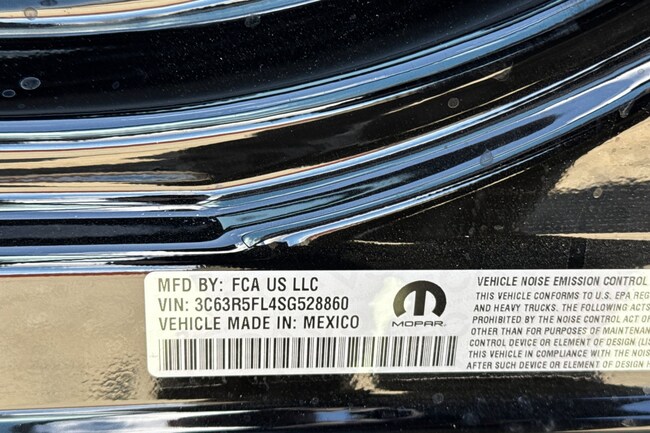 MFD BY: FCA US LLC
VIN: 3C63R5FL4SG528860
VEHICLE MADE IN: MEXICO
MOPAR
VEHICLE NOISE EMISSION CONTROL
THIS VEHICLE CONFORMS TO U.S. EPA REG
AND HEAVY TRUCKS. THE FOLLOWING ACTS
PROHIBITED BY THE NOISE CONTROL ACT OF
OTHER THAN FOR PURPOSES OF MAINTENAN
CONTROL DEVICE OR ELEMENT OF DESIGN (LIS
THIS VEHICLE IN COMPLIANCE WITH THE NOIS
AFTER SUCH DEVICE OR ELEMENT OF DESIGN H